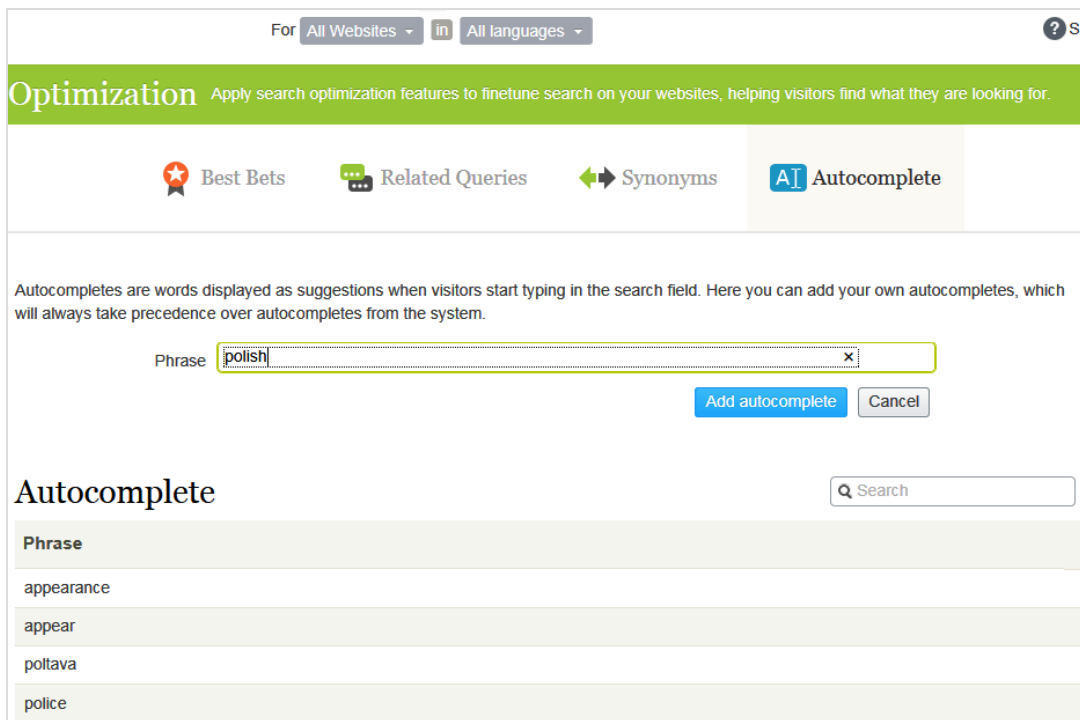 For All Websites in All languages
Optimization Apply search optimization features to finetune search on your websites, helping visitors find what they are looking for.
Best Bets Related Queries Synonyms AI Autocomplete
Autocompletes are words displayed as suggestions when visitors start typing in the search field. Here you can add your own autocompletes, which
will always take precedence over autocompletes from the system.
Phrase polish
Add autocomplete Cancel
Autocomplete Search
Phrase
appearance
appear
poltava
police